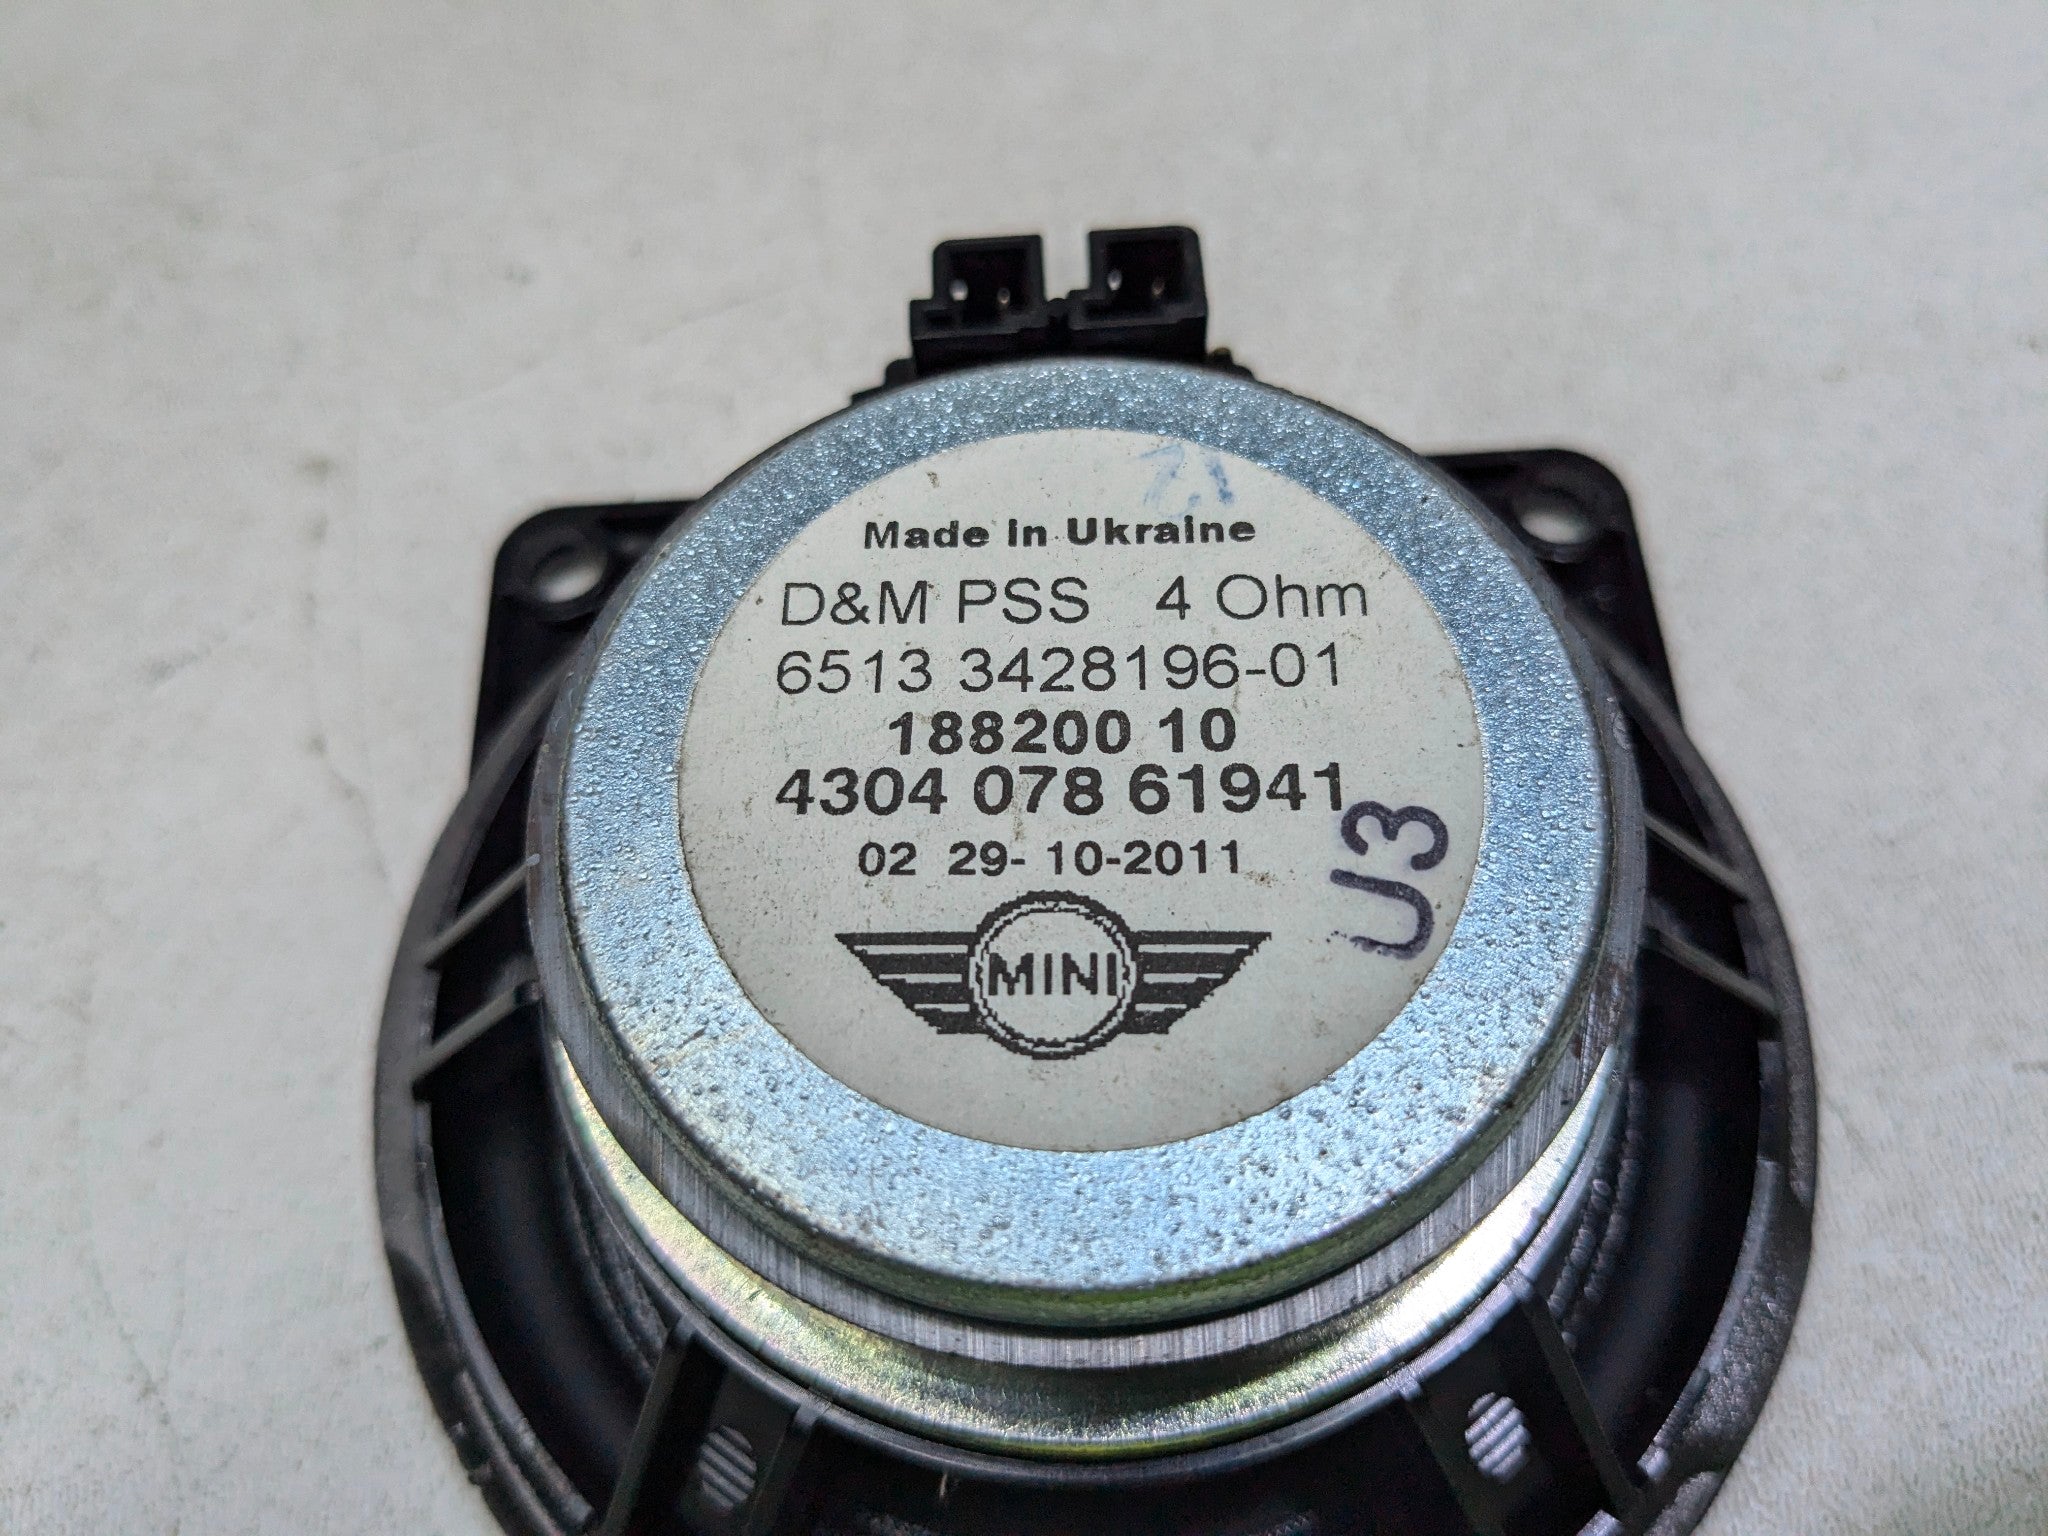 Made in Ukraine
D&M PSS 4 Ohm
6513 3428196-01
188200 10
4304 078 61941
02 29- 10-2011
U3
MINI